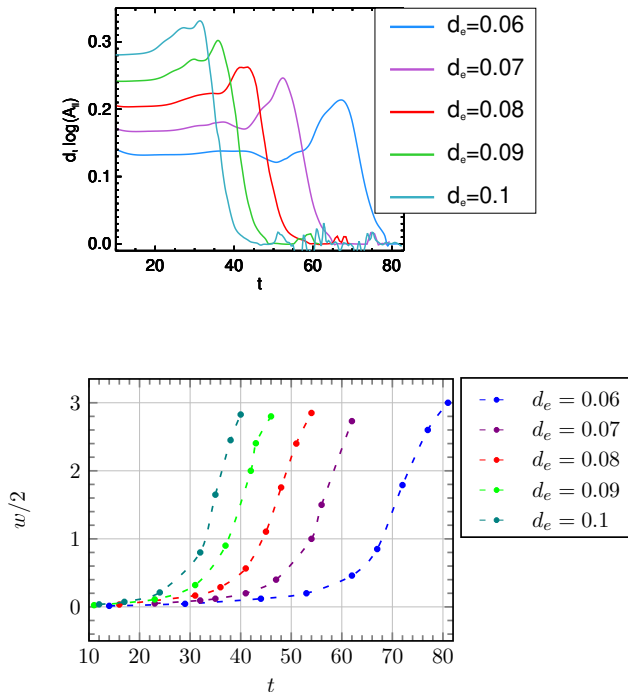 0.3
0.2
0.1
0.0
d_t log(A_fl)
20
40
60
80
t
d_e=0.06
d_e=0.07
d_e=0.08
d_e=0.09
d_e=0.1
3
2
1
0
w/2
10
20
30
40
50
60
70
80
t
d_e = 0.06
d_e = 0.07
d_e = 0.08
d_e = 0.09
d_e = 0.1